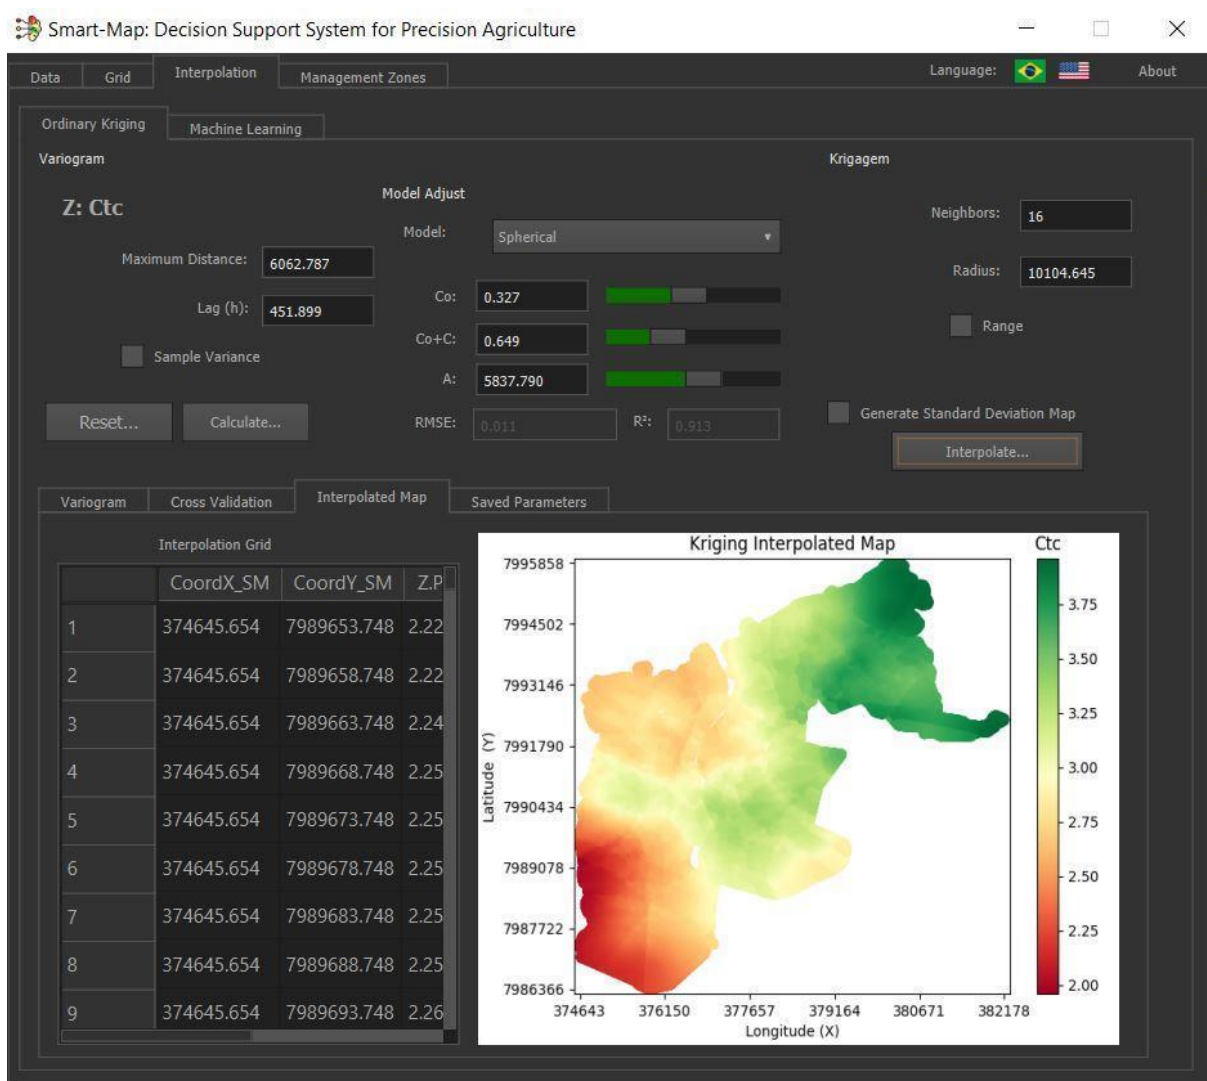 Smart-Map: Decision Support System for Precision Agriculture
Data Grid Interpolation Management Zones Language: About
Ordinary Kriging Machine Learning
Variogram Krigagem
Z: Ctc
Model Adjust
Neighbors: 16
Model: Spherical
Maximum Distance: 6062.787
Radius: 10104.645
Co: 0.327
Lag (h): 451.899
Range
Co+C: 0.649
Sample Variance
A: 5837.790
Generate Standard Deviation Map
Reset... Calculate... RMSE: 0.011 R²: 0.913
Interpolate...
Variogram Cross Validation Interpolated Map Saved Parameters
Interpolation Grid
CoordX_SM CoordY_SM Z.P
1 374645.654 7989653.748 2.22
2 374645.654 7989658.748 2.22
3 374645.654 7989663.748 2.24
4 374645.654 7989668.748 2.25
5 374645.654 7989673.748 2.25
6 374645.654 7989678.748 2.25
7 374645.654 7989683.748 2.25
8 374645.654 7989688.748 2.25
9 374645.654 7989693.748 2.26
Kriging Interpolated Map
Ctc
Latitude (Y)
7995858
7994502
7993146
7991790
7990434
7989078
7987722
7986366
374643 376150 377657 379164 380671 382178
Longitude (X)
3.75
3.50
3.25
3.00
2.75
2.50
2.25
2.00